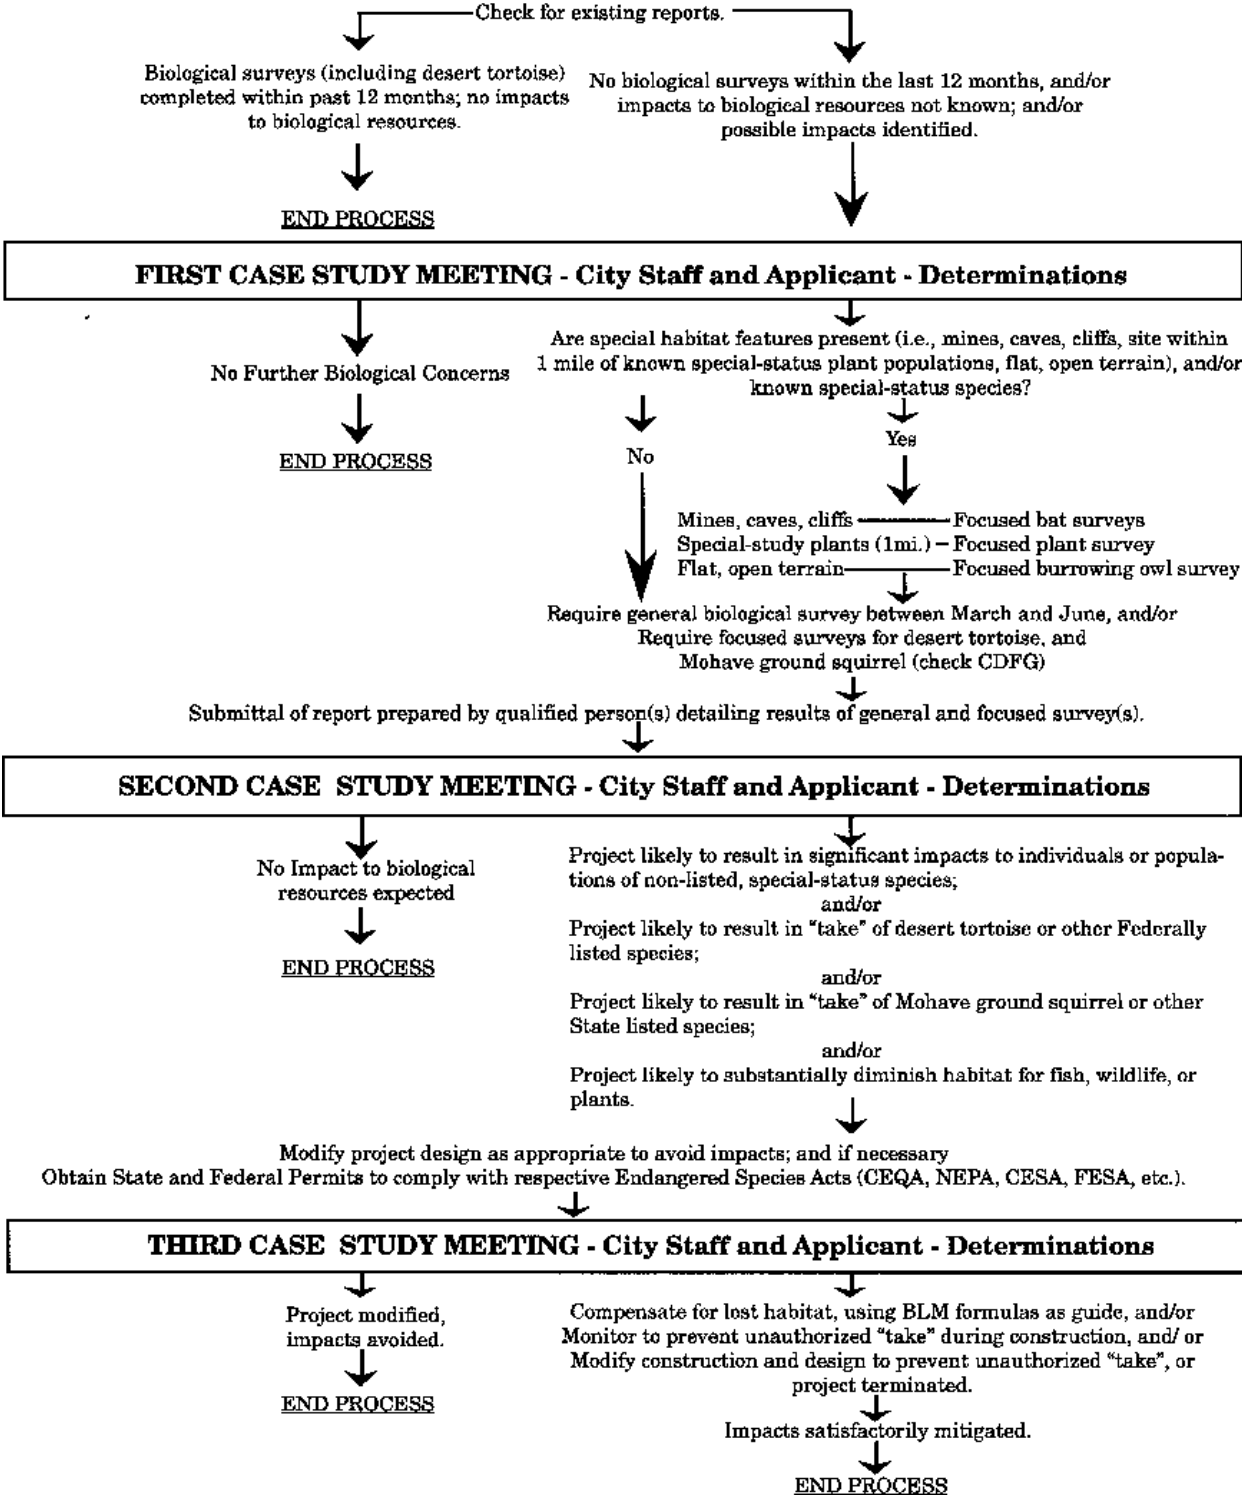 Check for existing reports.
Biological surveys (including desert tortoise)
completed within past 12 months; no impacts
to biological resources.
No biological surveys within the last 12 months, and/or
impacts to biological resources not known; and/or
possible impacts identified.
END PROCESS
FIRST CASE STUDY MEETING - City Staff and Applicant - Determinations
No Further Biological Concerns
END PROCESS
Are special habitat features present (i.e., mines, caves, cliffs, site within
1 mile of known special-status plant populations, flat, open terrain), and/or
known special-status species?
No
Yes
Mines, caves, cliffs Focused bat surveys
Special-study plants (1mi.) Focused plant survey
Flat, open terrain Focused burrowing owl survey
Require general biological survey between March and June, and/or
Require focused surveys for desert tortoise, and
Mohave ground squirrel (check CDFG)
Submittal of report prepared by qualified person(s) detailing results of general and focused survey(s).
SECOND CASE STUDY MEETING - City Staff and Applicant - Determinations
No Impact to biological
resources expected
END PROCESS
Project likely to result in significant impacts to individuals or popula-
tions of non-listed, special-status species;
and/or
Project likely to result in "take" of desert tortoise or other Federally
listed species;
and/or
Project likely to result in "take" of Mohave ground squirrel or other
State listed species;
and/or
Project likely to substantially diminish habitat for fish, wildlife, or
plants.
Modify project design as appropriate to avoid impacts; and if necessary
Obtain State and Federal Permits to comply with respective Endangered Species Acts (CEQA, NEPA, CESA, FESA, etc.).
THIRD CASE STUDY MEETING - City Staff and Applicant - Determinations
Project modified,
impacts avoided.
END PROCESS
Compensate for lost habitat, using BLM formulas as guide, and/or
Monitor to prevent unauthorized "take" during construction, and/ or
Modify construction and design to prevent unauthorized "take", or
project terminated.
Impacts satisfactorily mitigated.
END PROCESS